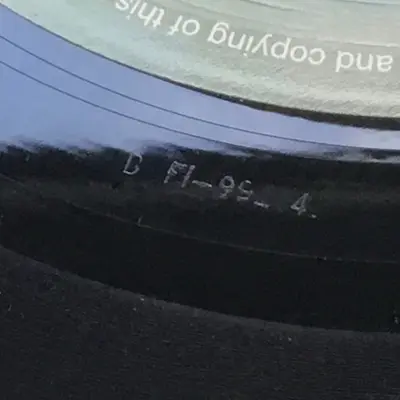 and copying of this
D FI-95- 4.